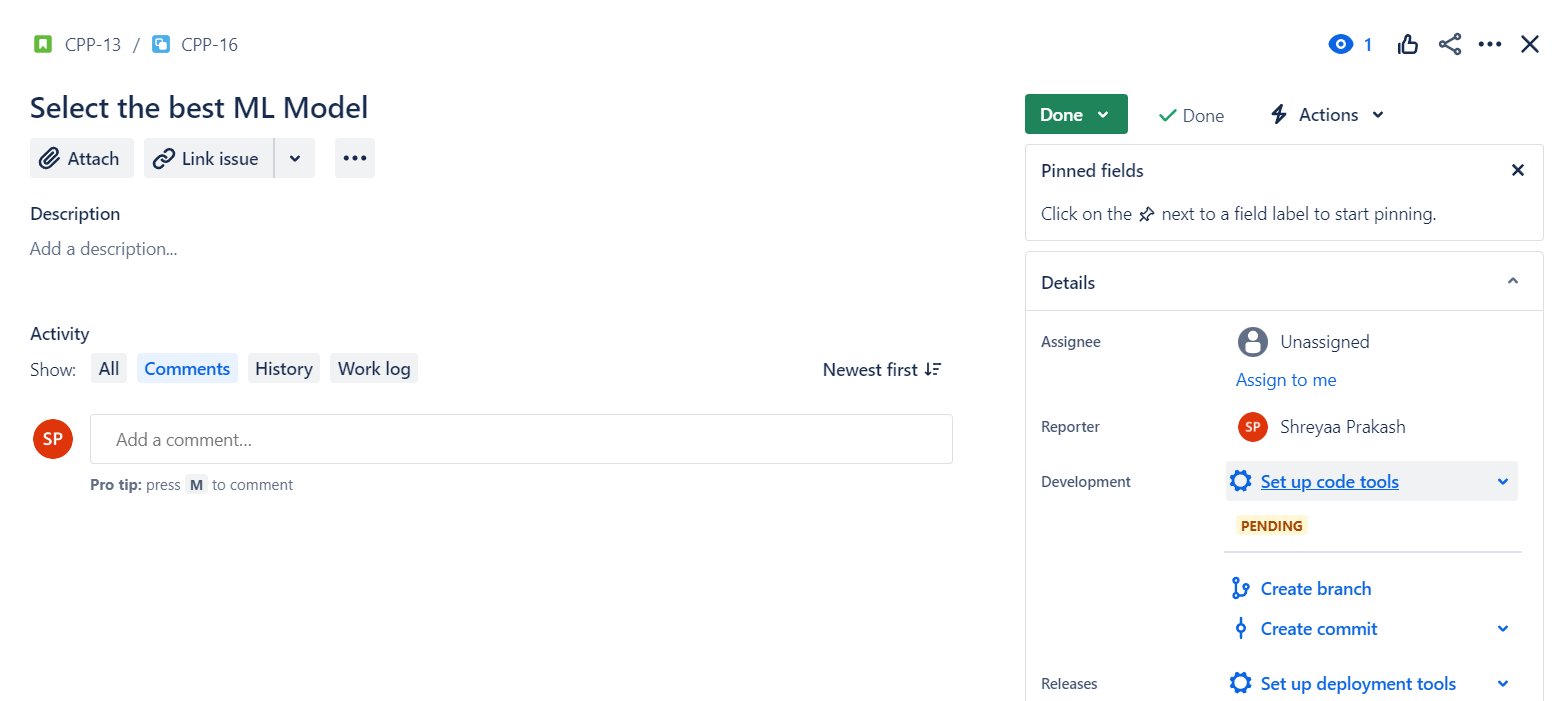 CPP-13 / CPP-16
1
Select the best ML Model
Attach
Link issue
Description
Add a description...
Activity
Show: All Comments History Work log
Newest first
SP
Add a comment...
Pro tip: press M to comment
Done
Done
Actions
Pinned fields
Click on the next to a field label to start pinning.
Details
Assignee
Unassigned
Assign to me
Reporter
SP Shreyaa Prakash
Development
Set up code tools
PENDING
Create branch
Create commit
Releases
Set up deployment tools